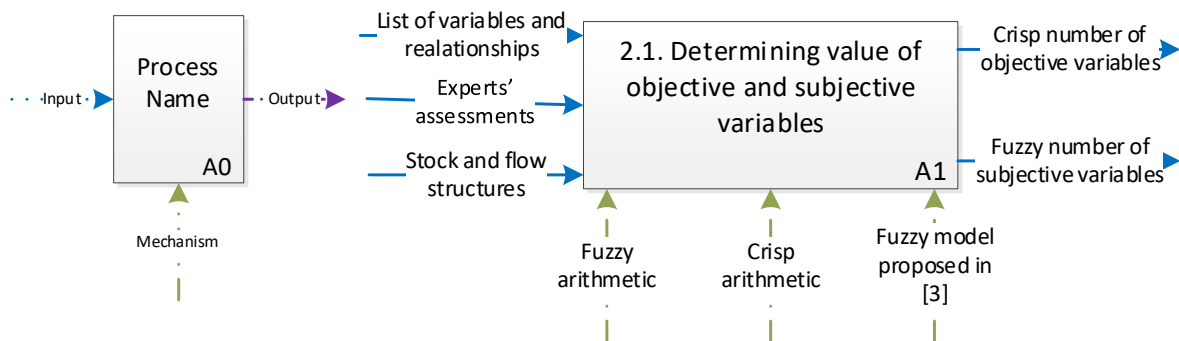 Process
Name
A0
Input
Output
Mechanism
List of variables and
realationships
Experts’
assessments
Stock and flow
structures
2.1. Determining value of
objective and subjective
variables
A1
Crisp number of
objective variables
Fuzzy number of
subjective variables
Fuzzy
arithmetic
Crisp
arithmetic
Fuzzy model
proposed in
[3]